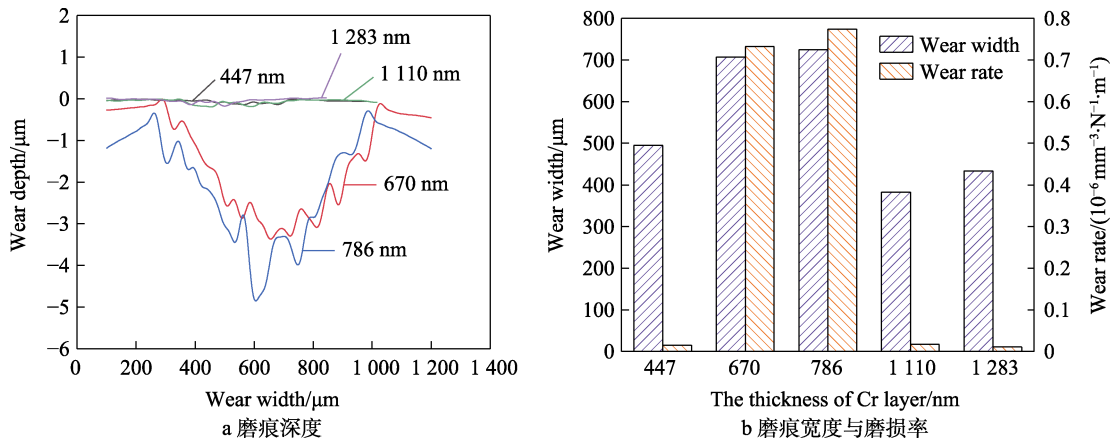 2
1
0
−1
−2
−3
−4
−5
−6
Wear depth/μm
447 nm
1 283 nm
1 110 nm
670 nm
786 nm
0 200 400 600 800 1 000 1 200 1 400
Wear width/μm
a 磨痕深度
800
700
600
500
400
300
200
100
0
Wear width/μm
Wear width
Wear rate
0.8
0.7
0.6
0.5
0.4
0.3
0.2
0.1
0
Wear rate/(10⁻⁶ mm⁻³·N⁻¹·m⁻¹)
447 670 786 1 110 1 283
The thickness of Cr layer/nm
b 磨痕宽度与磨损率